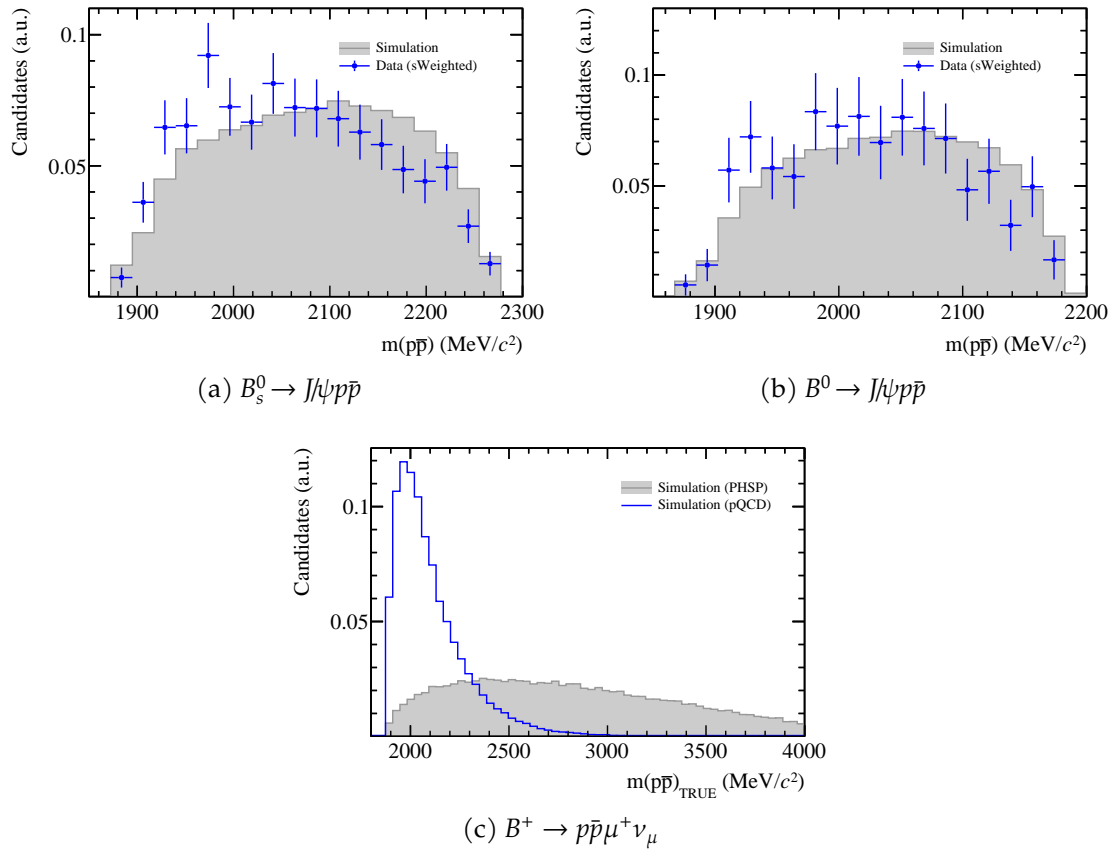 Candidates (a.u.)
0.1
0.05
Simulation
Data (sWeighted)
1900 2000 2100 2200 2300
m(pp̄) (MeV/c²)
(a) B⁰ₛ → J/ψpp̄
Candidates (a.u.)
0.1
0.05
Simulation
Data (sWeighted)
1900 2000 2100 2200
m(pp̄) (MeV/c²)
(b) B⁰ → J/ψpp̄
Candidates (a.u.)
0.1
0.05
Simulation (PHSP)
Simulation (pQCD)
2000 2500 3000 3500 4000
m(pp̄)TRUE (MeV/c²)
(c) B⁺ → pp̄μ⁺νμ